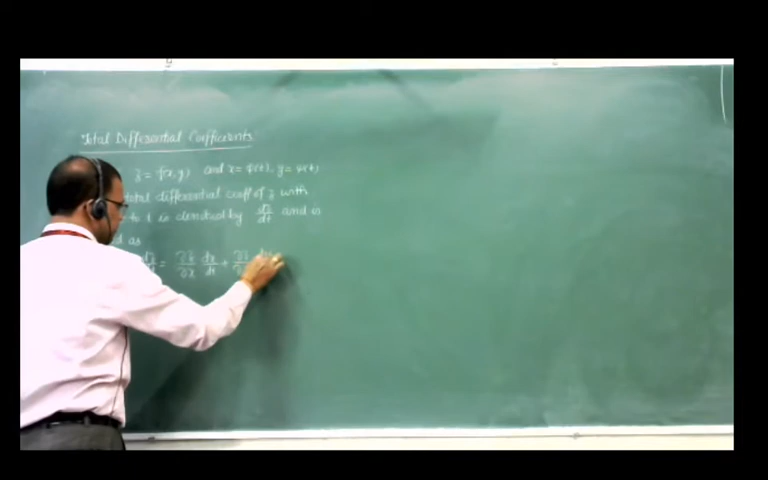 Total Differential Coefficients
z = f(x, y) and x = φ(t), y = ψ(t)
total differential coeff of z with
to t is denoted by dz/dt and is
as
dz/dt = ∂z/∂x dx/dt + ∂z/∂